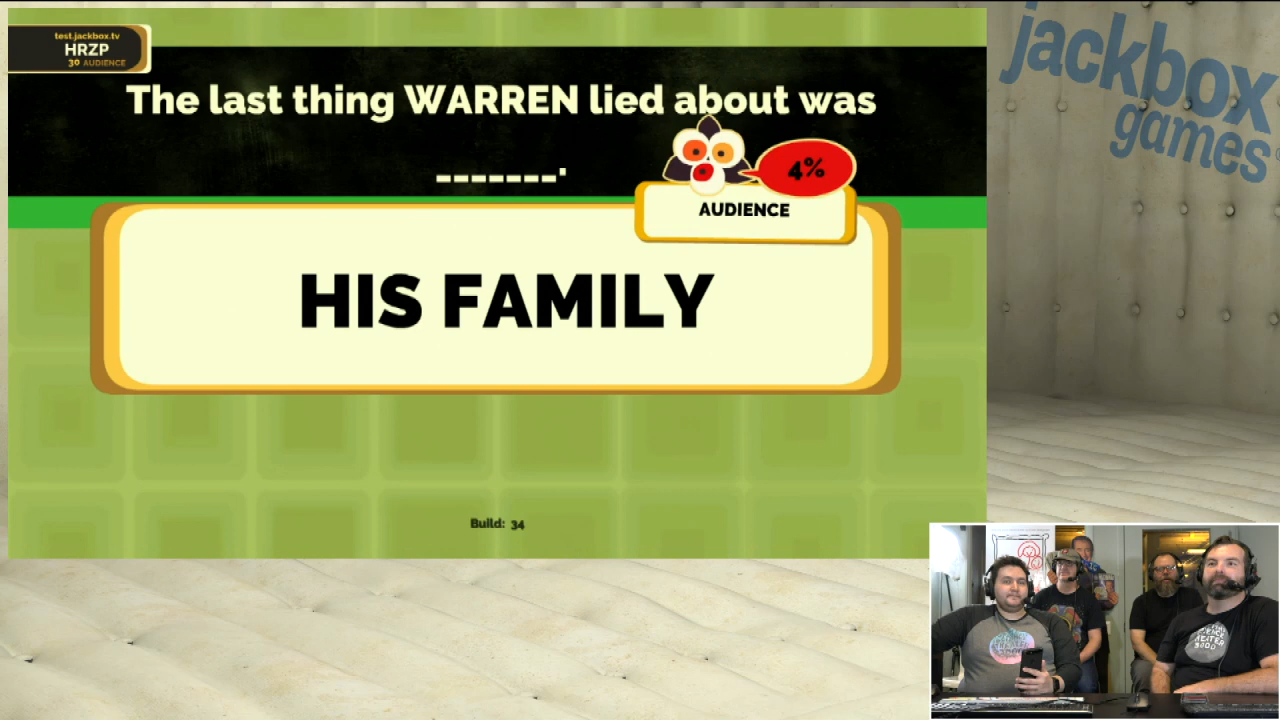 test.jackbox.tv
HRZP
30 AUDIENCE
The last thing WARREN lied about was
_______.
4%
AUDIENCE
HIS FAMILY
Build: 34
jackbox
games